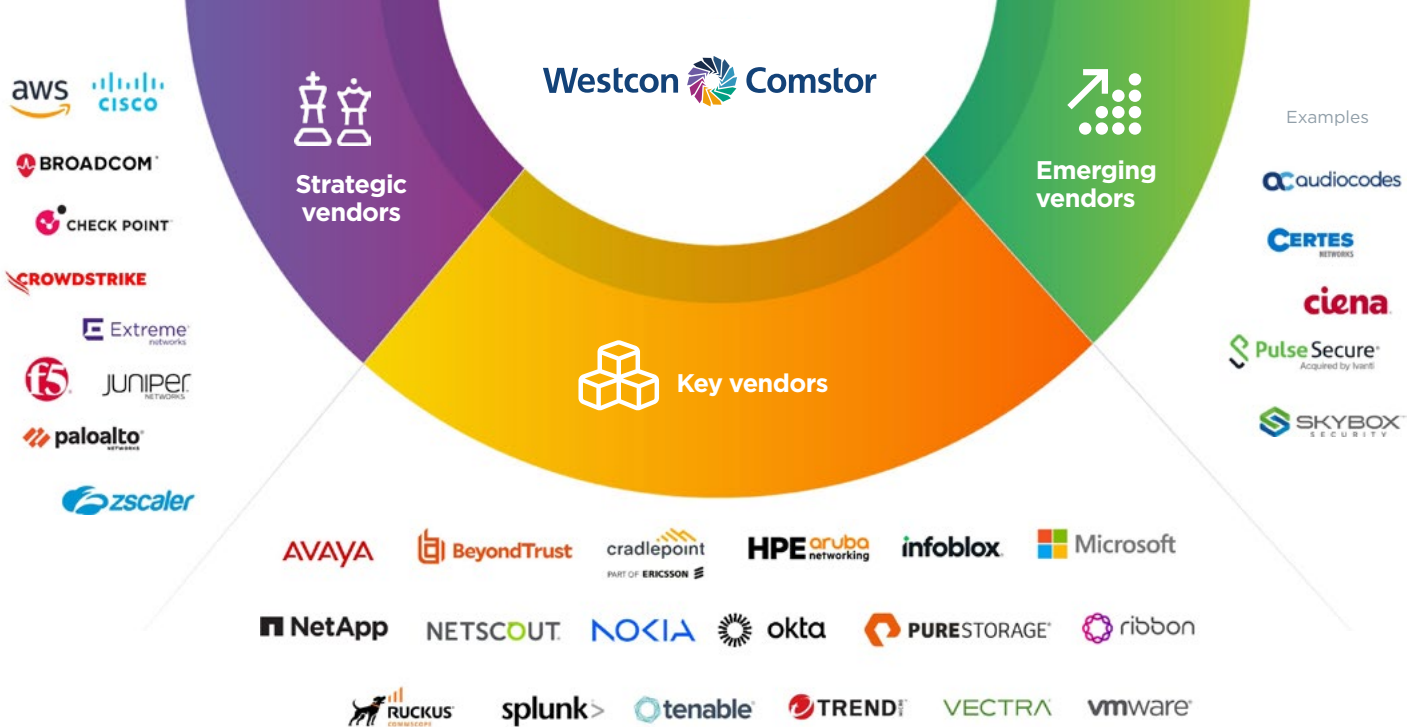 Westcon Comstor
Strategic
vendors
aws
CISCO
BROADCOM
CHECK POINT
CROWDSTRIKE
Extreme
networks
f5
JUNIPER
NETWORKS
paloalto
NETWORKS
zscaler
Key vendors
AVAYA
BeyondTrust
cradlepoint
PART OF ERICSSON
HPE aruba
networking
infoblox
Microsoft
NetApp
NETSCOUT
NOKIA
okta
PURESTORAGE
ribbon
RUCKUS
COMMSCOPE
splunk>
tenable
TREND
MICRO
VECTRA
vmware
Emerging
vendors
Examples
audiocodes
CERTES
NETWORKS
ciena
Pulse Secure
Acquired by Ivanti
SKYBOX
SECURITY